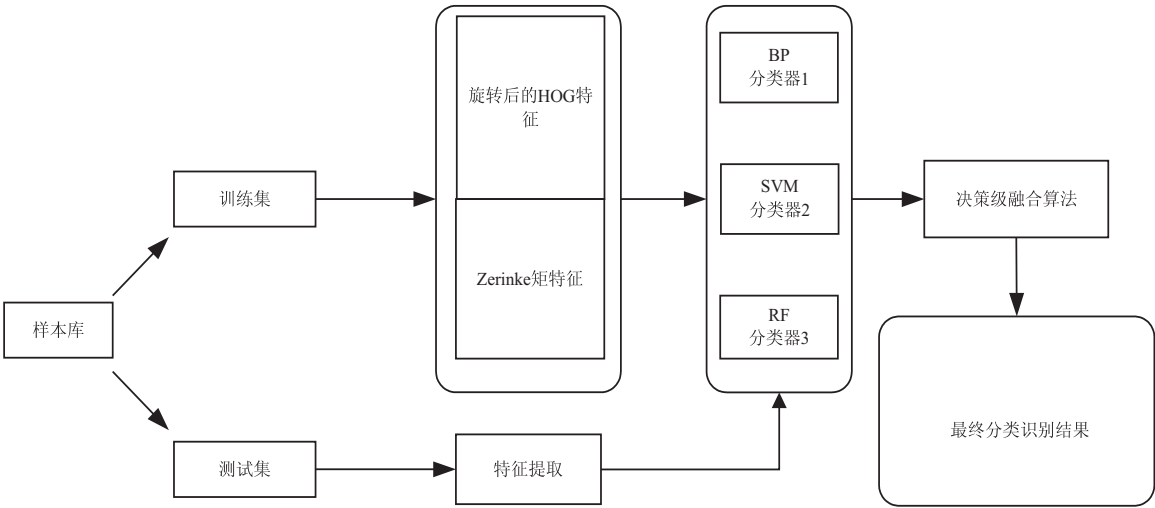 样本库
训练集
测试集
旋转后的HOG特
征
Zerinke矩特征
特征提取
BP
分类器1
SVM
分类器2
RF
分类器3
决策级融合算法
最终分类识别结果